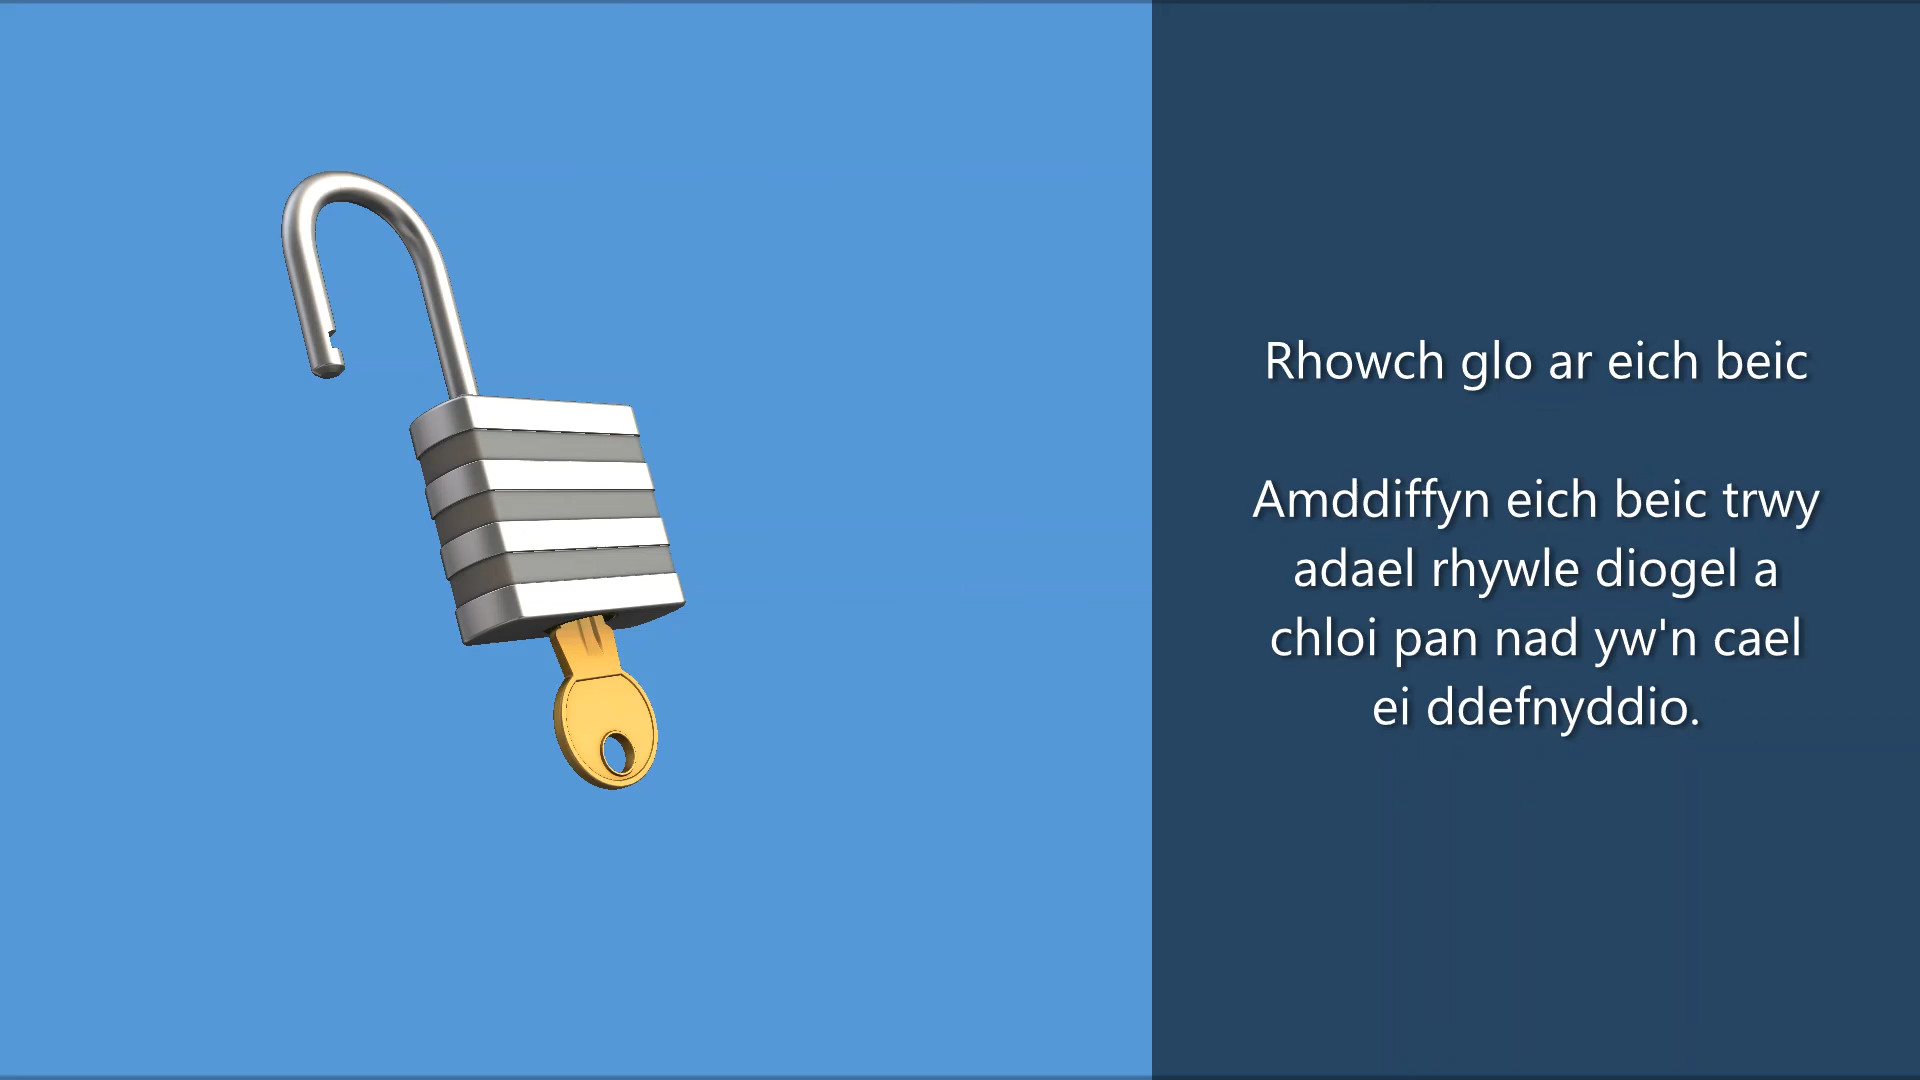 Rhowch glo ar eich beic
Amddiffyn eich beic trwy
adael rhywle diogel a
chloi pan nad yw'n cael
ei ddefnyddio.